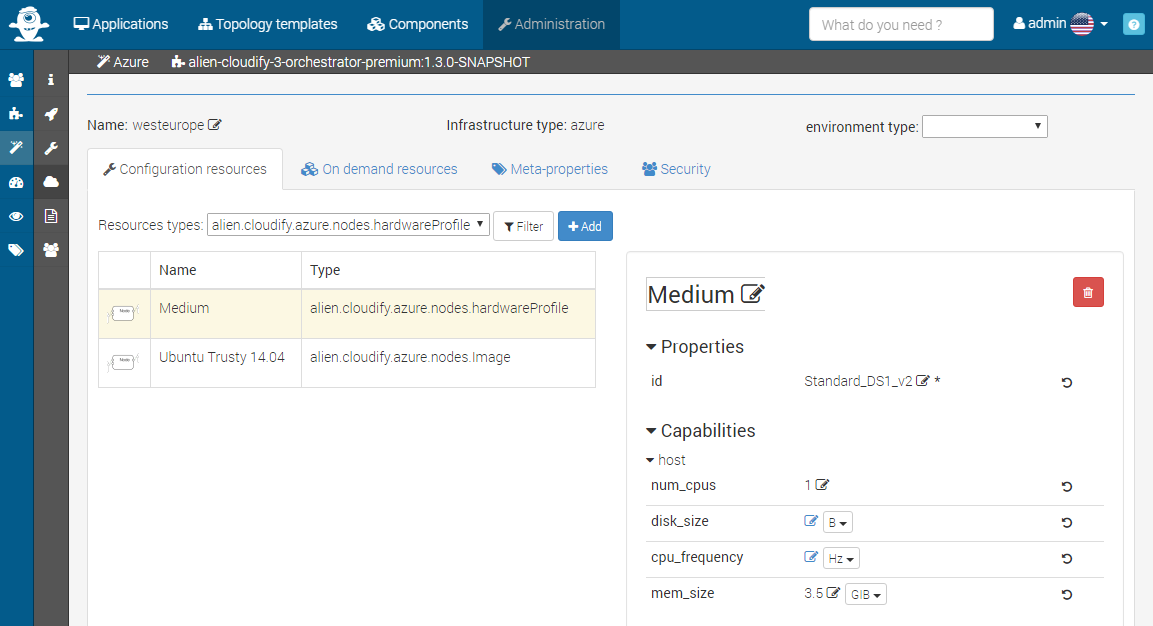 Applications Topology templates Components Administration What do you need ? admin
Azure alien-cloudify-3-orchestrator-premium:1.3.0-SNAPSHOT
Name: westeurope Infrastructure type: azure environment type:
Configuration resources On demand resources Meta-properties Security
Resources types: alien.cloudify.azure.nodes.hardwareProfile Filter Add
Name Type
Node Medium alien.cloudify.azure.nodes.hardwareProfile
Node Ubuntu Trusty 14.04 alien.cloudify.azure.nodes.Image
Medium
Properties
id Standard_DS1_v2 *
Capabilities
host
num_cpus 1
disk_size B
cpu_frequency Hz
mem_size 3.5 GIB